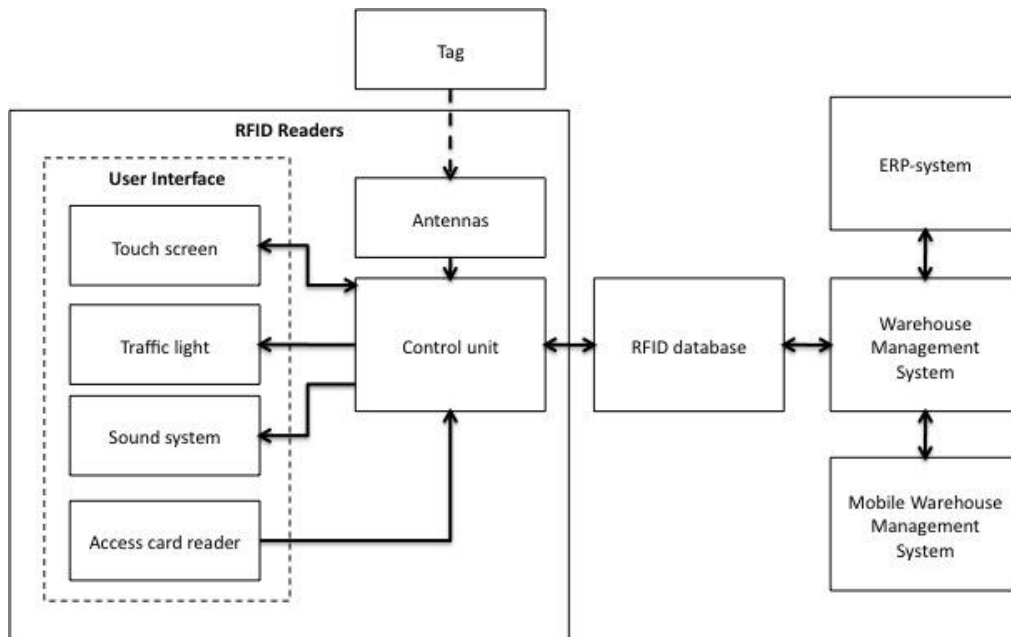 Tag
RFID Readers
User Interface
Touch screen
Traffic light
Sound system
Access card reader
Antennas
Control unit
RFID database
ERP-system
Warehouse
Management
System
Mobile Warehouse
Management
System